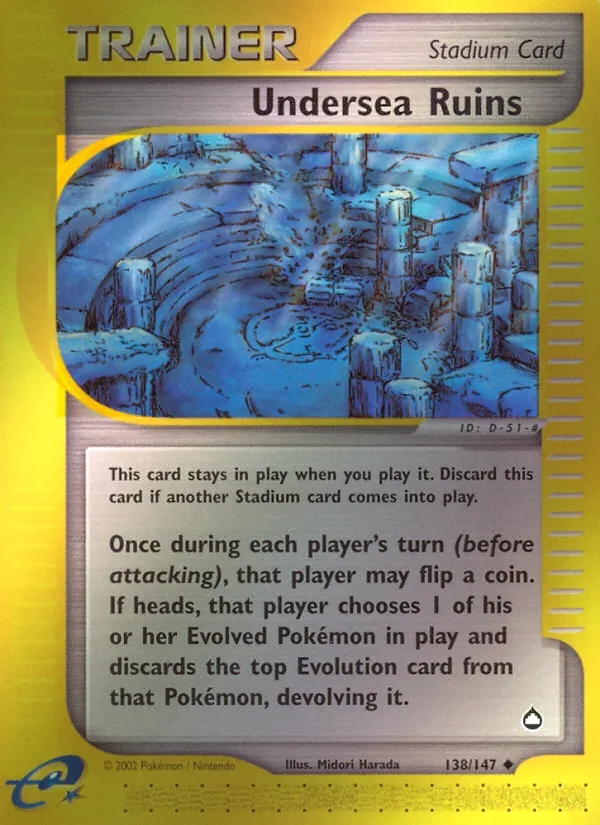 TRAINER
Stadium Card
Undersea Ruins
ID: D-51-#
This card stays in play when you play it. Discard this
card if another Stadium card comes into play.
Once during each player's turn (before
attacking), that player may flip a coin.
If heads, that player chooses 1 of his
or her Evolved Pokémon in play and
discards the top Evolution card from
that Pokémon, devolving it.
© 2002 Pokémon / Nintendo
Illus. Midori Harada
138/147 ◆
e